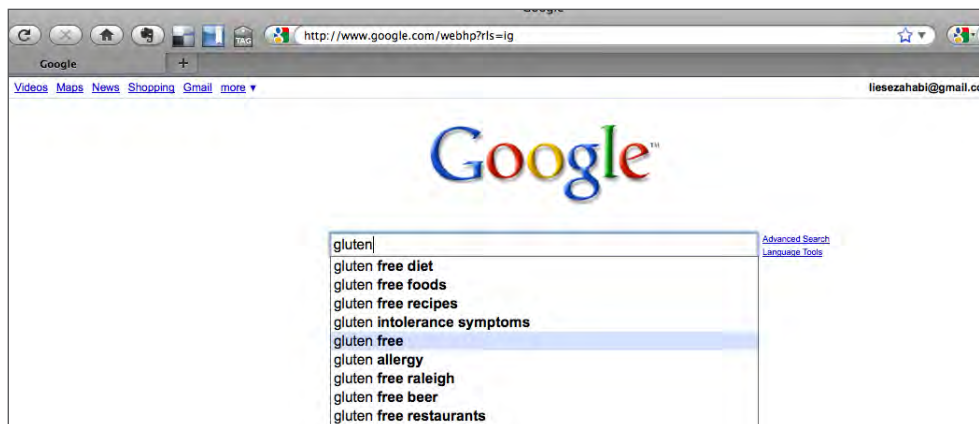 Google
TAG
http://www.google.com/webhp?rls=ig
Google +
Videos Maps News Shopping Gmail more ▼
liesezahabi@gmail.co
Google™
gluten
Advanced Search
Language Tools
gluten free diet
gluten free foods
gluten free recipes
gluten intolerance symptoms
gluten free
gluten allergy
gluten free raleigh
gluten free beer
gluten free restaurants